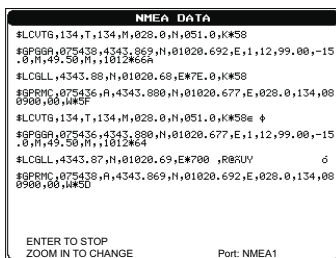 NMEA DATA
$LCVTG,134,T,134,M,028.0,N,051.0,K*58
$GPGGA,075438,4343.869,N,01020.692,E,1,12,99.00,-15
.0,M,49.50,M,,1012*66A
$LCGLL,4343.88,N,01020.68,E*7E.0,K*58
$GPRMC,075436,A,4343.880,N,01020.677,E,028.0,134,08
0900,00,W*5F
$LCVTG,134,T,134,M,028.0,N,051.0,K*58
$GPGGA,075436,4343.880,N,01020.677,E,1,12,99.00,-15
.0,M,49.50,M,,1012*64
$LCGLL,4343.87,N,01020.69,E*700
$GPRMC,075438,A,4343.869,N,01020.692,E,028.0,134,08
0900,00,W*5D
ENTER TO STOP
ZOOM IN TO CHANGE Port: NMEA1